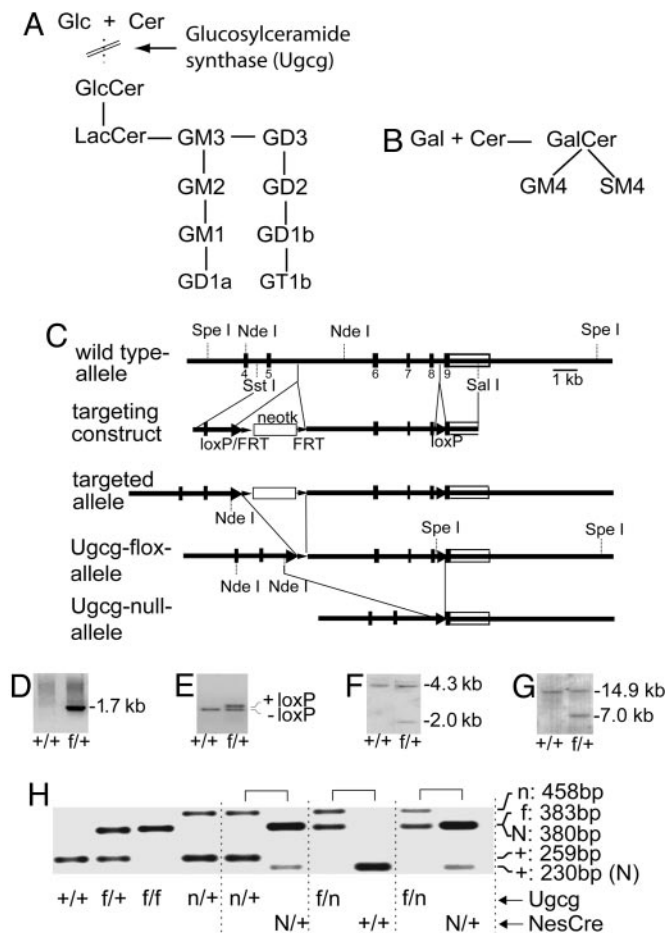 A
Glc + Cer
Glucosylceramide
synthase (Ugcg)
GlcCer
LacCer
GM3
GD3
GM2
GD2
GM1
GD1b
GD1a
GT1b
B
Gal + Cer
GalCer
GM4
SM4
C
Spe I
Nde I
Nde I
Spe I
wild type-
allele
4
5
6
7
8
9
Sst I
Sal I
1 kb
targeting
construct
neotk
loxP/FRT
FRT
loxP
targeted
allele
Nde I
Spe I
Spe I
Ugcg-flox-
allele
Nde I
Nde I
Ugcg-null-
allele
D
-1.7 kb
+/+ f/+
E
+ loxP
- loxP
+/+ f/+
F
-4.3 kb
-2.0 kb
+/+ f/+
G
-14.9 kb
-7.0 kb
+/+ f/+
H
n: 458bp
f: 383bp
N: 380bp
+: 259bp
+: 230bp (N)
+/+ f/+ f/f n/+ n/+ f/n f/n Ugcg
N/+ +/+ N/+ NesCre